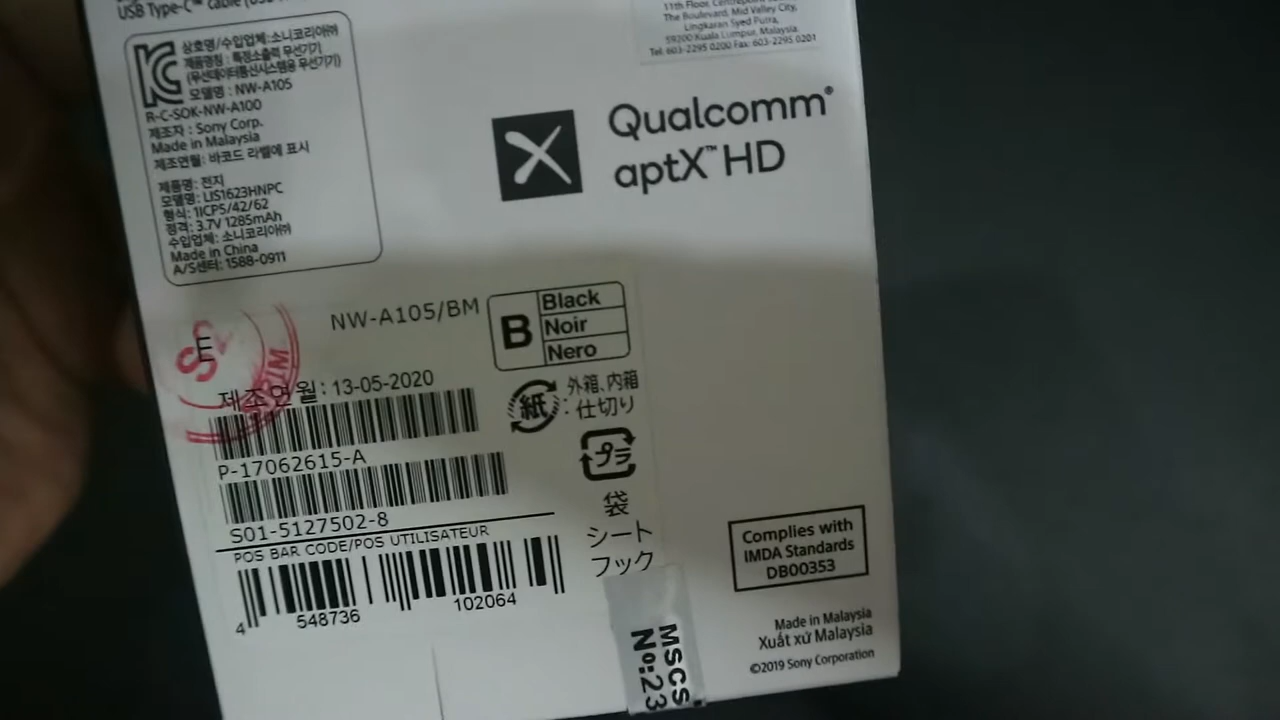 USB Type-C™ cable (USB
KC
상호명/수입업체:소니코리아㈜
제품명칭 : 특정소출력 무선기기
(무선데이터통신시스템용 무선기기)
모델명 : NW-A105
R-C-SOK-NW-A100
제조자 : Sony Corp.
Made in Malaysia
제조연월: 바코드 라벨에 표시
제품명: 전지
모델명: LIS1623HNPC
형식: 1ICP5/42/62
정격: 3.7V 1285mAh
수입업체: 소니코리아㈜
Made in China
A/S센터: 1588-0911
11th Floor, Centrepoint
The Boulevard, Mid Valley City,
Lingkaran Syed Putra,
59200 Kuala Lumpur, Malaysia.
Tel: 603-2295 0200 Fax: 603-2295 0201
Qualcomm®
aptX™ HD
NW-A105/BM
B
Black
Noir
Nero
E
제조연월: 13-05-2020
P-17062615-A
S01-5127502-8
POS BAR CODE/POS UTILISATEUR
4 548736 102064
紙
外箱、内箱
:仕切り
プラ
袋
シート
フック
Complies with
IMDA Standards
DB00353
Made in Malaysia
Xuất xứ Malaysia
©2019 Sony Corporation
MSCS
No:23